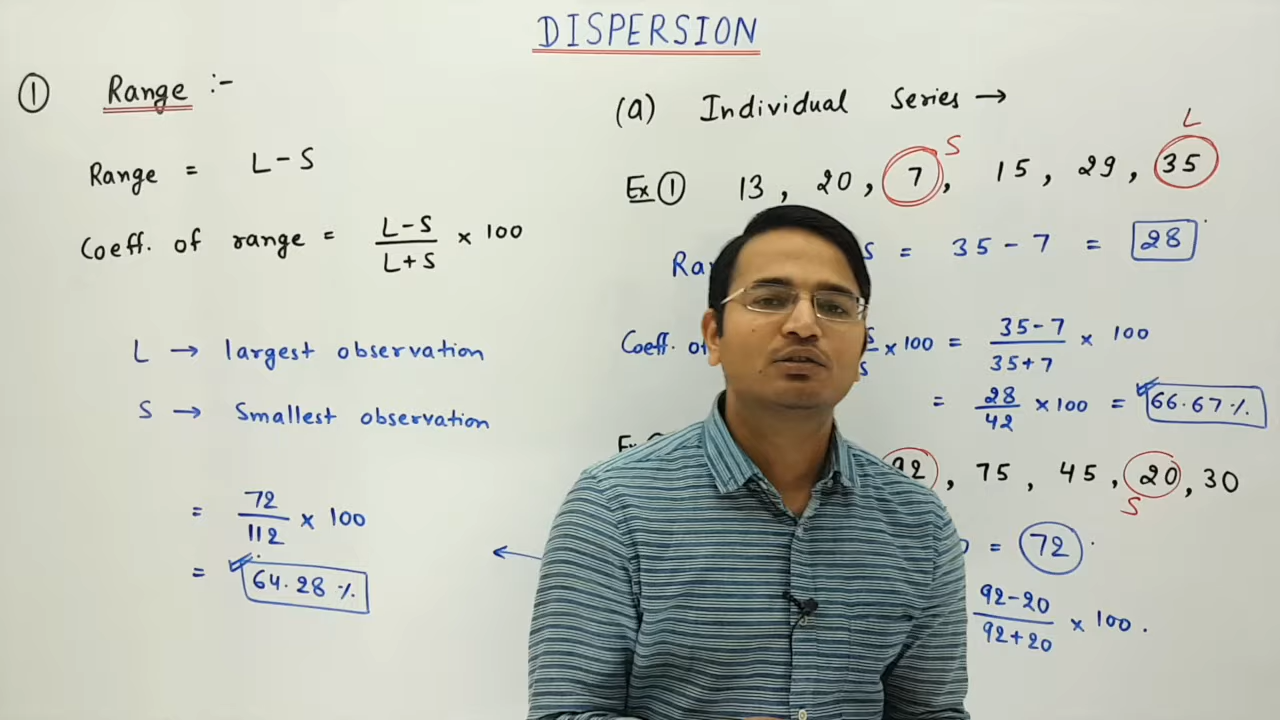 DISPERSION
① Range :-
Range = L - S
Coeff. of range = L-S / L+S × 100
L → largest observation
S → Smallest observation
= 72 / 112 × 100
= 64.28 %
(a) Individual Series →
S L
Ex ① 13 , 20 , 7 , 15 , 29 , 35
S = 35 - 7 = 28
Coeff. × 100 = 35-7 / 35+7 × 100
= 28 / 42 × 100 = 66.67 %
92 , 75 , 45 , 20 , 30
S
= 72
92-20 / 92+20 × 100 .